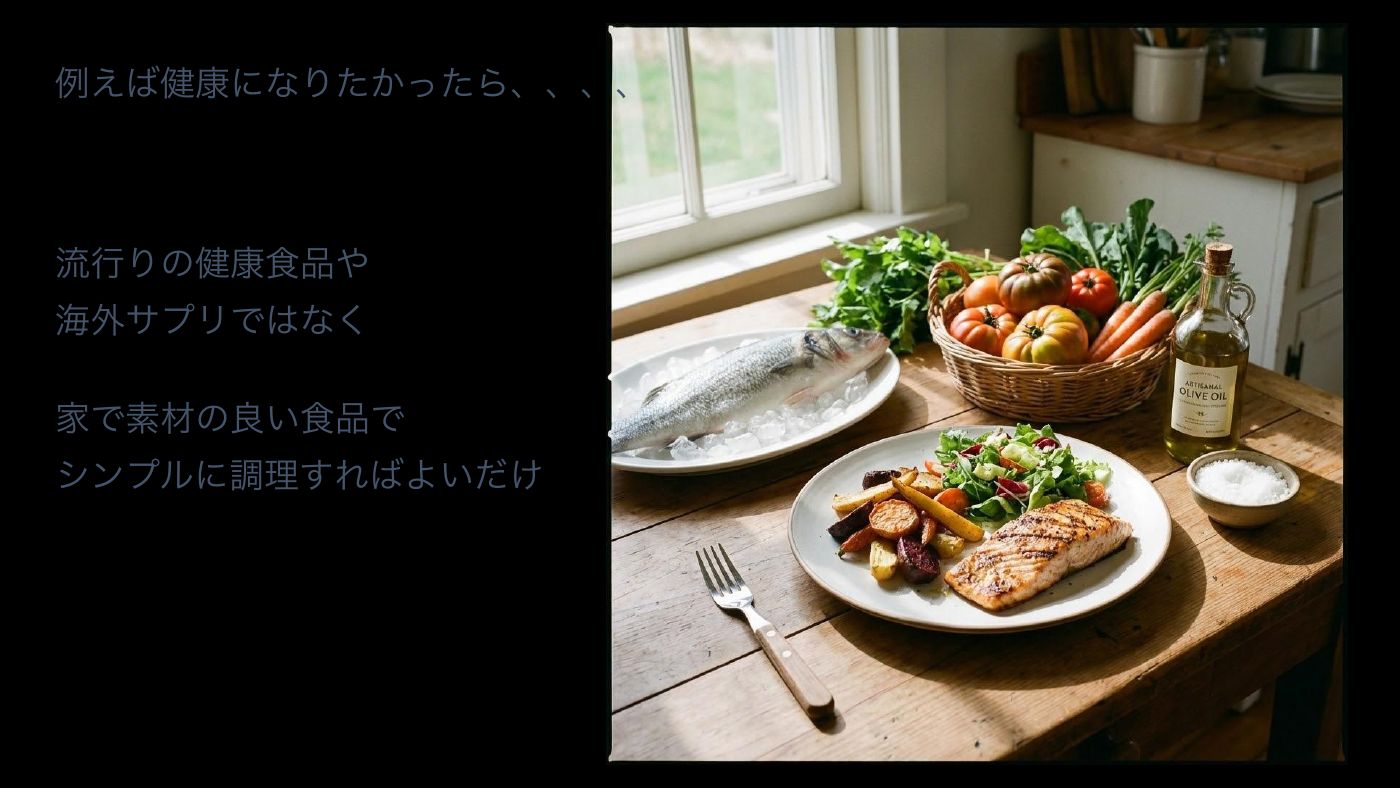 例えば健康になりたかったら、、、、
流行りの健康食品や
海外サプリではなく
家で素材の良い食品で
シンプルに調理すればよいだけ
ARTISANAL
OLIVE OIL